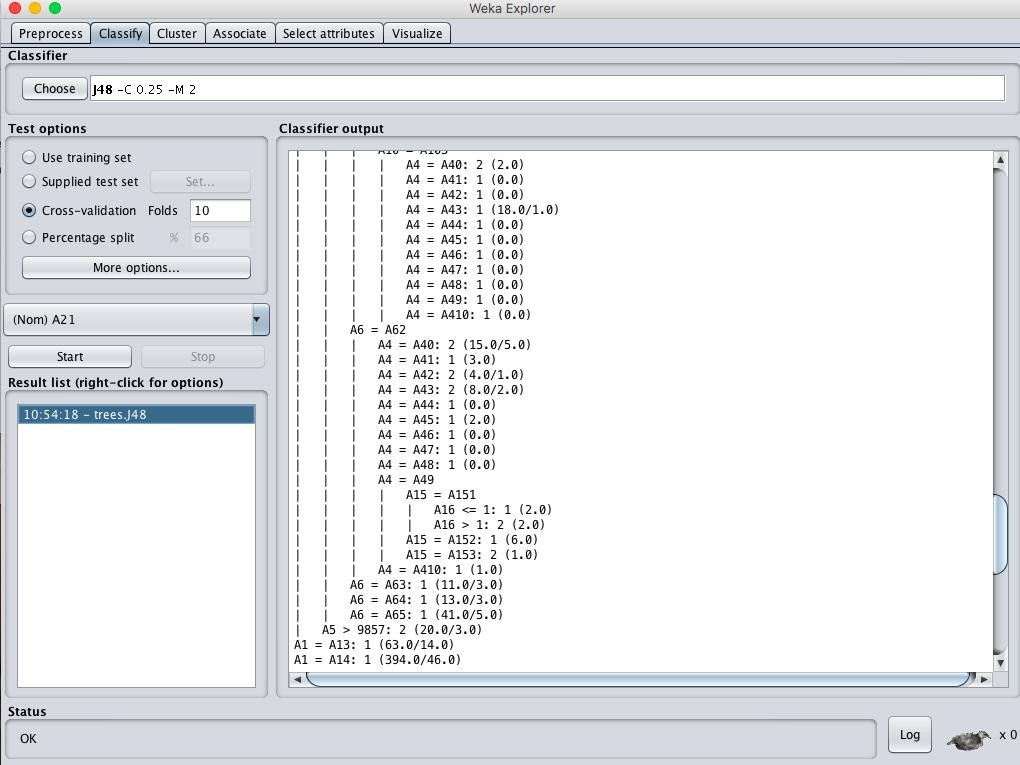 Weka Explorer
Preprocess Classify Cluster Associate Select attributes Visualize
Classifier
Choose J48 -C 0.25 -M 2
Test options
Use training set
Supplied test set Set...
Cross-validation Folds 10
Percentage split % 66
More options...
(Nom) A21
Start Stop
Result list (right-click for options)
10:54:18 - trees.J48
Classifier output
| | | A10 = A103
| | | | A4 = A40: 2 (2.0)
| | | | A4 = A41: 1 (0.0)
| | | | A4 = A42: 1 (0.0)
| | | | A4 = A43: 1 (18.0/1.0)
| | | | A4 = A44: 1 (0.0)
| | | | A4 = A45: 1 (0.0)
| | | | A4 = A46: 1 (0.0)
| | | | A4 = A47: 1 (0.0)
| | | | A4 = A48: 1 (0.0)
| | | | A4 = A49: 1 (0.0)
| | | | A4 = A410: 1 (0.0)
| | A6 = A62
| | | A4 = A40: 2 (15.0/5.0)
| | | A4 = A41: 1 (3.0)
| | | A4 = A42: 2 (4.0/1.0)
| | | A4 = A43: 2 (8.0/2.0)
| | | A4 = A44: 1 (0.0)
| | | A4 = A45: 1 (2.0)
| | | A4 = A46: 1 (0.0)
| | | A4 = A47: 1 (0.0)
| | | A4 = A48: 1 (0.0)
| | | A4 = A49
| | | | A15 = A151
| | | | | A16 <= 1: 1 (2.0)
| | | | | A16 > 1: 2 (2.0)
| | | | A15 = A152: 1 (6.0)
| | | | A15 = A153: 2 (1.0)
| | | A4 = A410: 1 (1.0)
| | A6 = A63: 1 (11.0/3.0)
| | A6 = A64: 1 (13.0/3.0)
| | A6 = A65: 1 (41.0/5.0)
| A5 > 9857: 2 (20.0/3.0)
A1 = A13: 1 (63.0/14.0)
A1 = A14: 1 (394.0/46.0)
Status
OK
Log
x 0